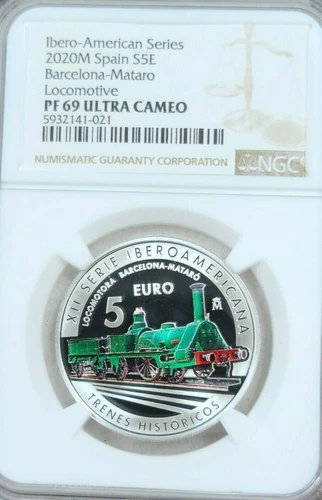 Ibero-American Series
2020M Spain S5E
Barcelona-Mataro
Locomotive
PF 69 ULTRA CAMEO
5932141-021
NUMISMATIC GUARANTY CORPORATION
NGC
XII SERIE IBEROAMERICANA
LOCOMOTORA BARCELONA-MATARÓ
5 EURO
M
TRENES HISTÓRICOS